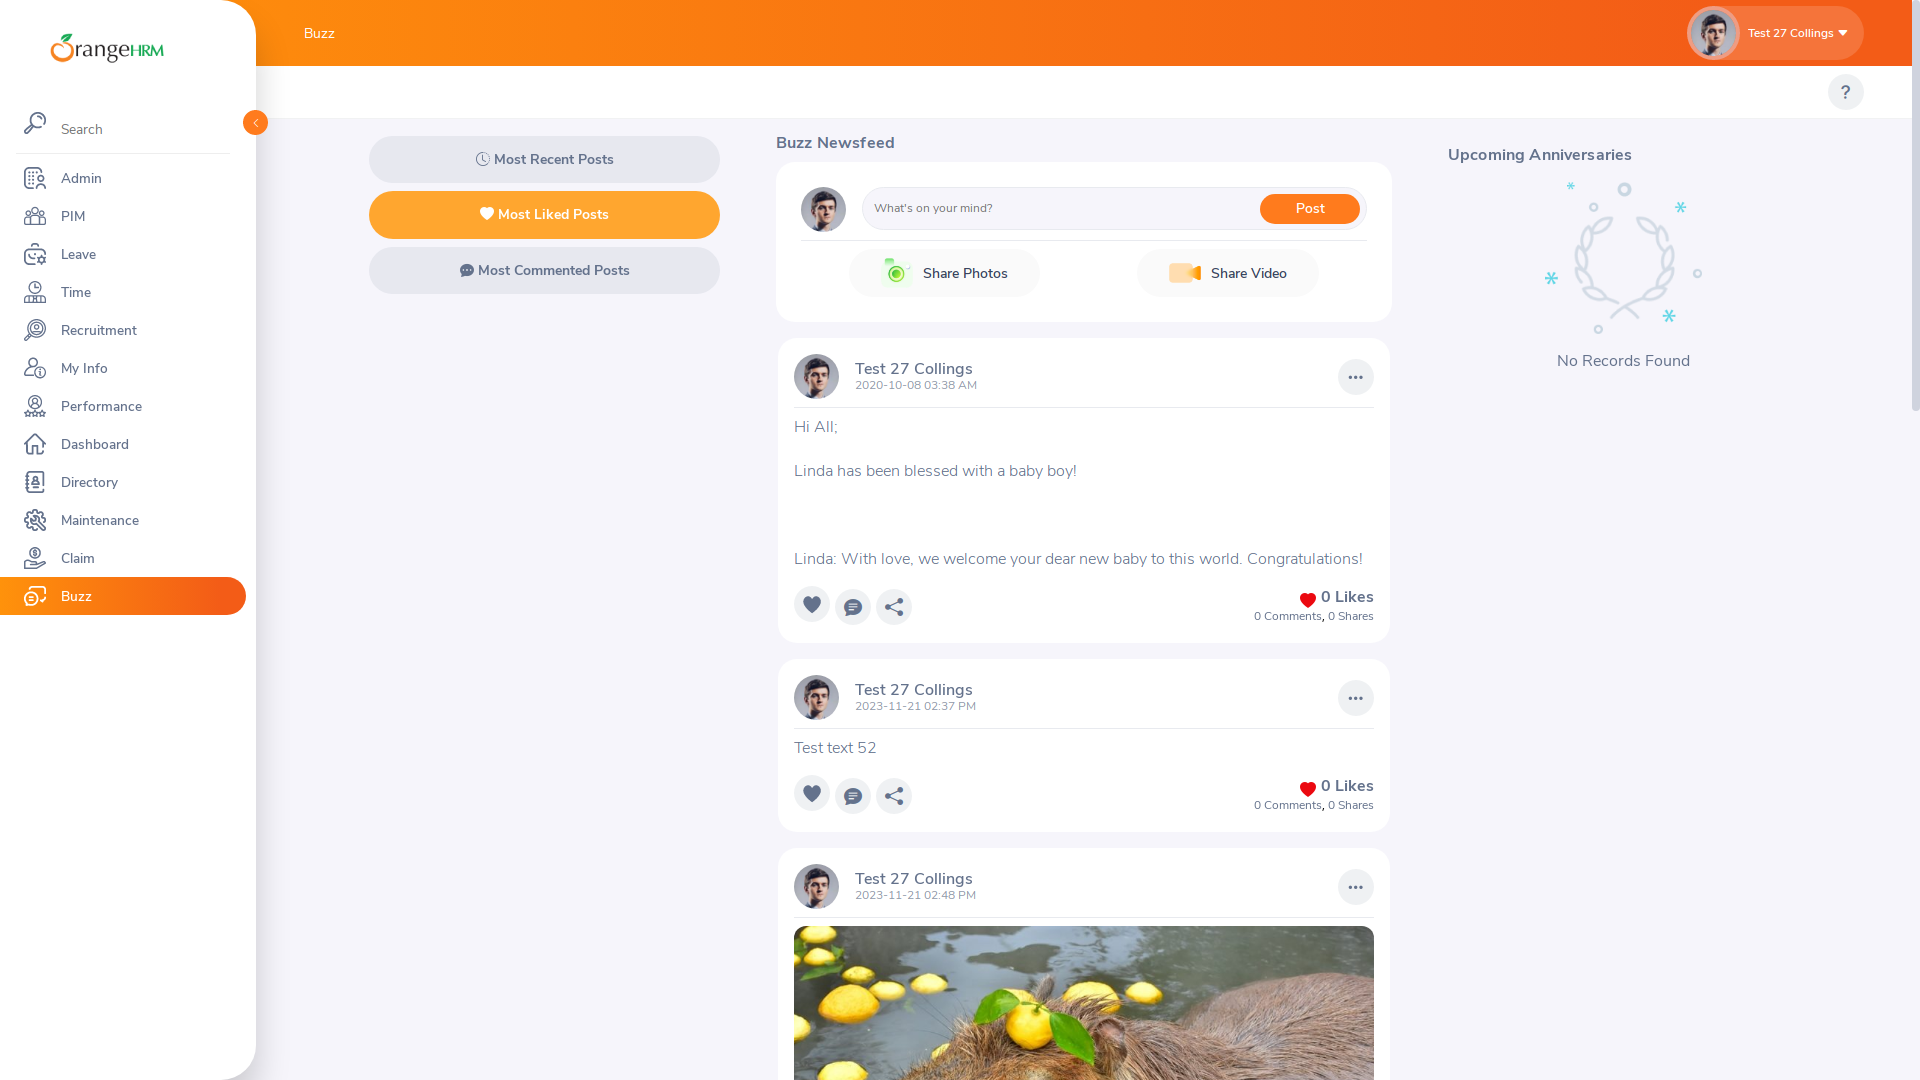 OrangeHRM
Search
Admin
PIM
Leave
Time
Recruitment
My Info
Performance
Dashboard
Directory
Maintenance
Claim
Buzz
Buzz
Test 27 Collings
?
Most Recent Posts
Most Liked Posts
Most Commented Posts
Buzz Newsfeed
What's on your mind?
Post
Share Photos
Share Video
Test 27 Collings
2020-10-08 03:38 AM
Hi All;
Linda has been blessed with a baby boy!
Linda: With love, we welcome your dear new baby to this world. Congratulations!
0 Likes
0 Comments, 0 Shares
Test 27 Collings
2023-11-21 02:37 PM
Test text 52
0 Likes
0 Comments, 0 Shares
Test 27 Collings
2023-11-21 02:48 PM
Upcoming Anniversaries
No Records Found